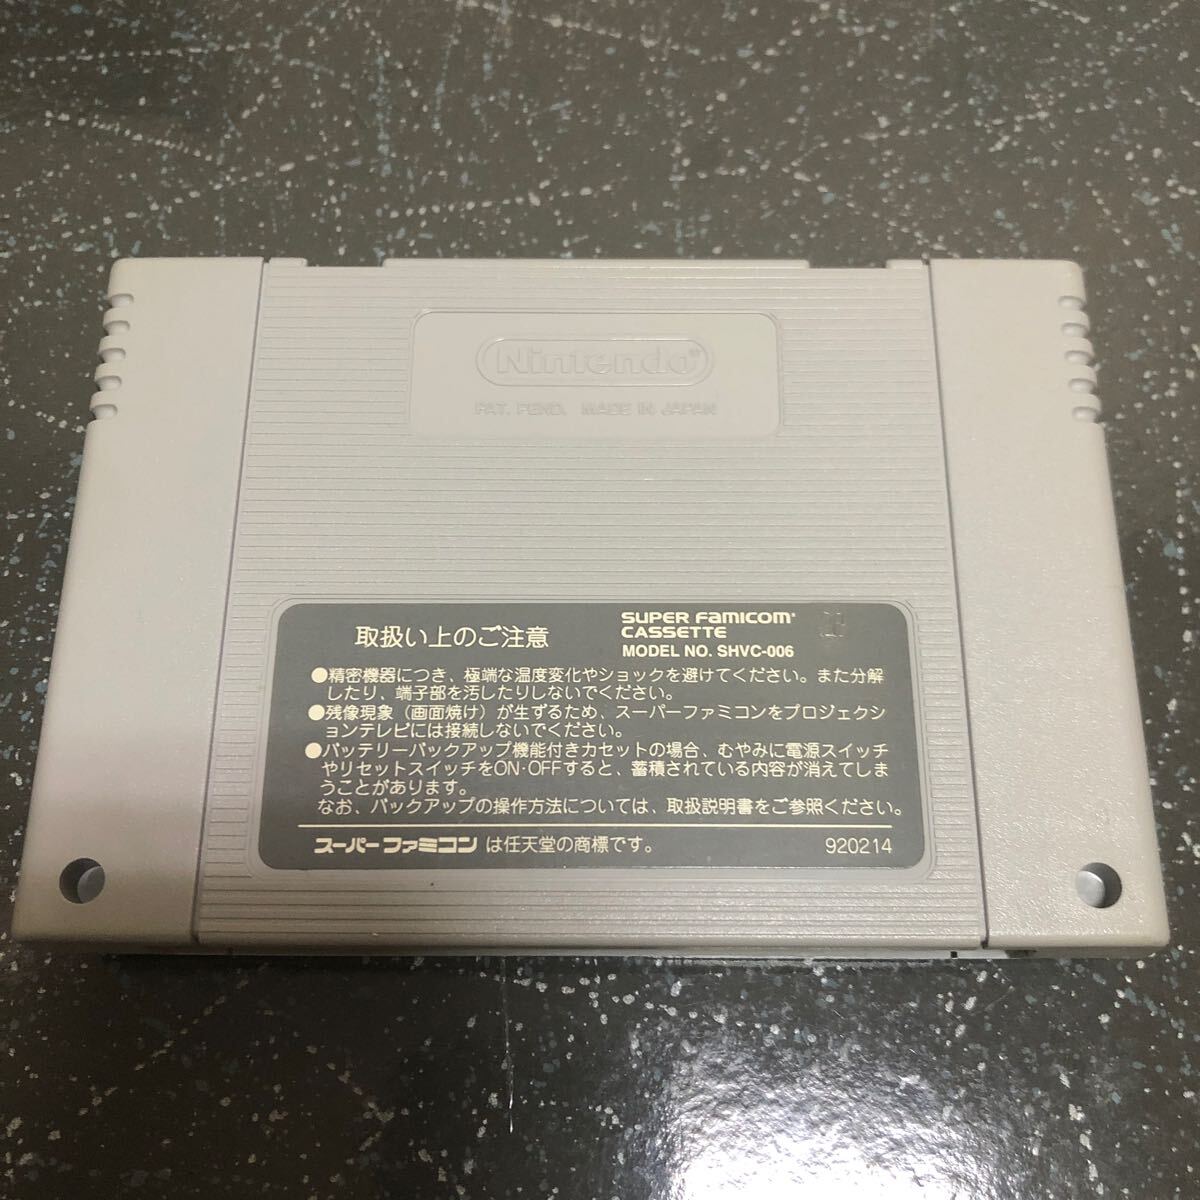 Nintendo®
PAT. PEND. MADE IN JAPAN
取扱い上のご注意
SUPER FAMICOM®
CASSETTE
MODEL NO. SHVC-006
●精密機器につき、極端な温度変化やショックを避けてください。また分解
したり、端子部を汚したりしないでください。
●残像現象（画面焼け）が生ずるため、スーパーファミコンをプロジェクシ
ョンテレビには接続しないでください。
●バッテリーバックアップ機能付きカセットの場合、むやみに電源スイッチ
やリセットスイッチをON・OFFすると、蓄積されている内容が消えてしま
うことがあります。
なお、バックアップの操作方法については、取扱説明書をご参照ください。
スーパーファミコン は任天堂の商標です。
920214